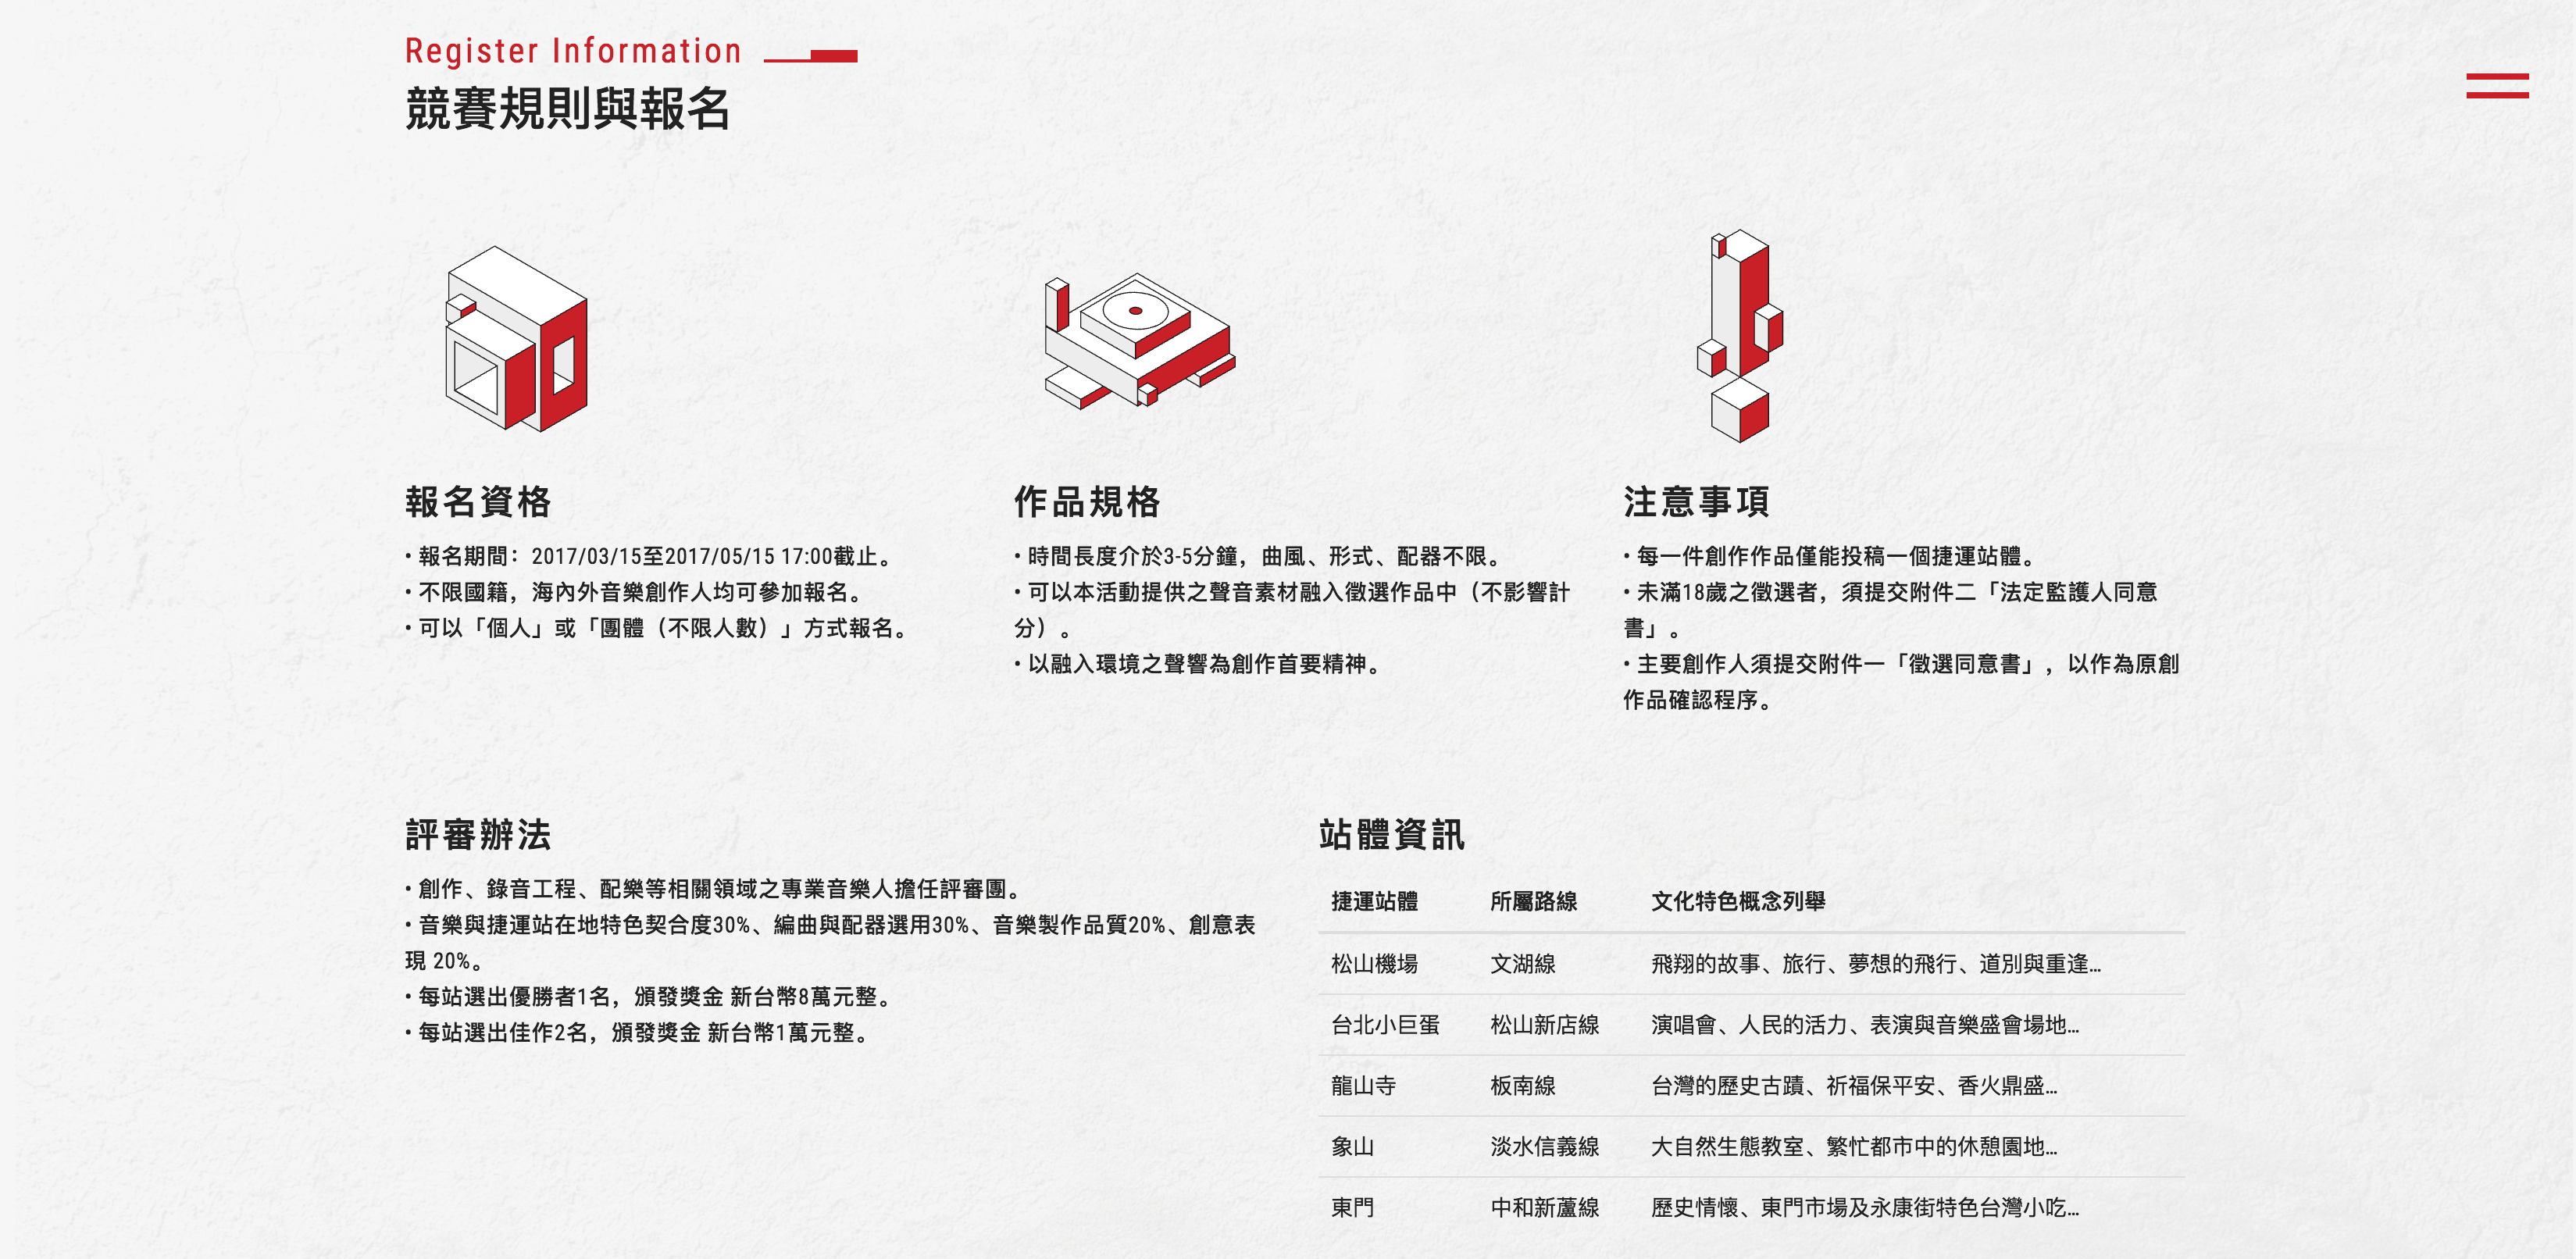 Register Information
競賽規則與報名
報名資格
• 報名期間：2017/03/15至2017/05/15 17:00截止。
• 不限國籍，海內外音樂創作人均可參加報名。
• 可以「個人」或「團體（不限人數）」方式報名。
作品規格
• 時間長度介於3-5分鐘，曲風、形式、配器不限。
• 可以本活動提供之聲音素材融入徵選作品中（不影響計
分）。
• 以融入環境之聲響為創作首要精神。
注意事項
• 每一件創作作品僅能投稿一個捷運站體。
• 未滿18歲之徵選者，須提交附件二「法定監護人同意
書」。
• 主要創作人須提交附件一「徵選同意書」，以作為原創
作品確認程序。
評審辦法
• 創作、錄音工程、配樂等相關領域之專業音樂人擔任評審團。
• 音樂與捷運站在地特色契合度30%、編曲與配器選用30%、音樂製作品質20%、創意表
現 20%。
• 每站選出優勝者1名，頒發獎金 新台幣8萬元整。
• 每站選出佳作2名，頒發獎金 新台幣1萬元整。
站體資訊
捷運站體 所屬路線 文化特色概念列舉
松山機場 文湖線 飛翔的故事、旅行、夢想的飛行、道別與重逢...
台北小巨蛋 松山新店線 演唱會、人民的活力、表演與音樂盛會場地...
龍山寺 板南線 台灣的歷史古蹟、祈福保平安、香火鼎盛...
象山 淡水信義線 大自然生態教室、繁忙都市中的休憩園地...
東門 中和新蘆線 歷史情懷、東門市場及永康街特色台灣小吃...